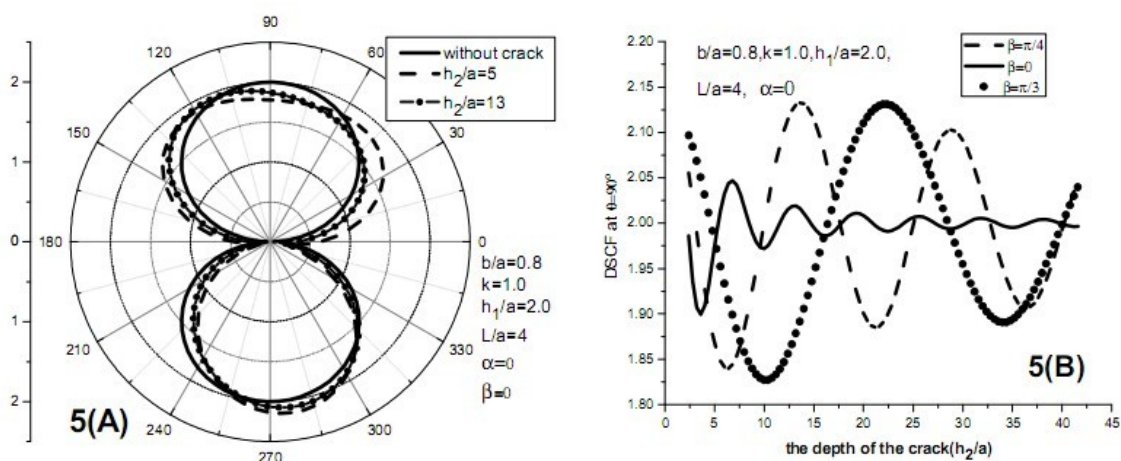 90
120
60
150
30
180
0
210
330
240
300
270
2
1
0
1
2
without crack
h2/a=5
h2/a=13
b/a=0.8
k=1.0
h1/a=2.0
L/a=4
α=0
β=0
5(A)
2.20
2.15
2.10
2.05
2.00
1.95
1.90
1.85
1.80
DSCF at θ=90°
b/a=0.8,k=1.0,h1/a=2.0,
L/a=4, α=0
β=π/4
β=0
β=π/3
5(B)
0 5 10 15 20 25 30 35 40 45
the depth of the crack(h2/a)